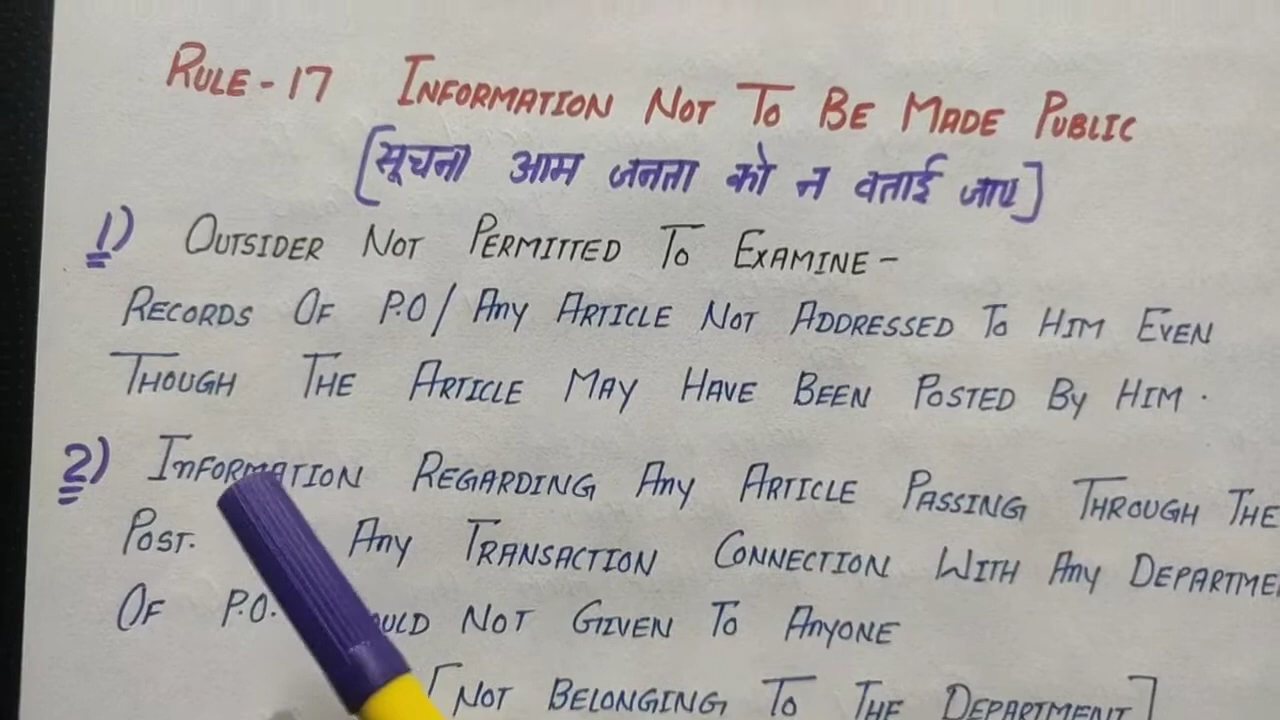 RULE-17 INFORMATION NOT TO BE MADE PUBLIC
[सूचना आम जनता को न बताई जाए]
1) OUTSIDER NOT PERMITTED TO EXAMINE-
RECORDS OF P.O/ ANY ARTICLE NOT ADDRESSED TO HIM EVEN
THOUGH THE ARTICLE MAY HAVE BEEN POSTED BY HIM.
2) INFORMATION REGARDING ANY ARTICLE PASSING THROUGH THE
POST. ANY TRANSACTION CONNECTION WITH ANY DEPARTME
OF P.O. OULD NOT GIVEN TO ANYONE
[NOT BELONGING TO THE DEPARTMENT]